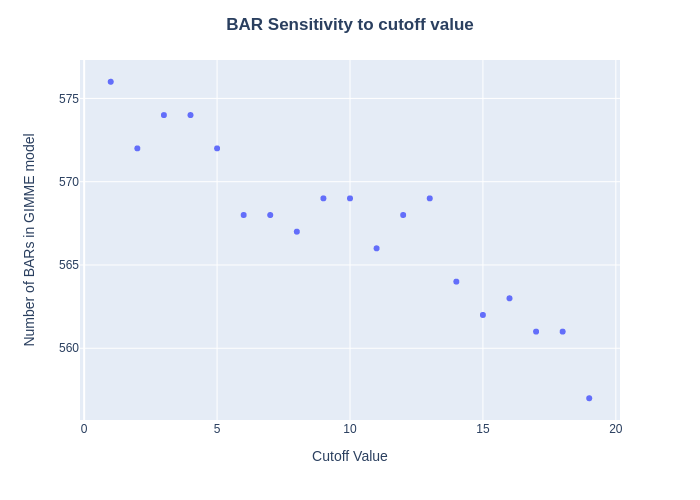 BAR Sensitivity to cutoff value
Number of BARs in GIMME model
575
570
565
560
0 5 10 15 20
Cutoff Value